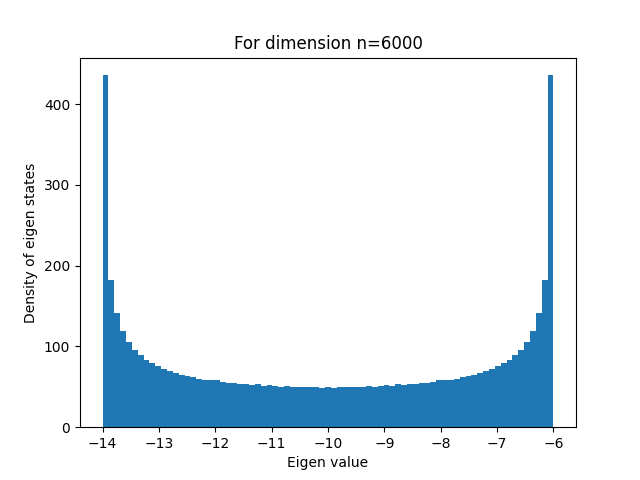 For dimension n=6000
Density of eigen states
400
300
200
100
0
−14 −13 −12 −11 −10 −9 −8 −7 −6
Eigen value